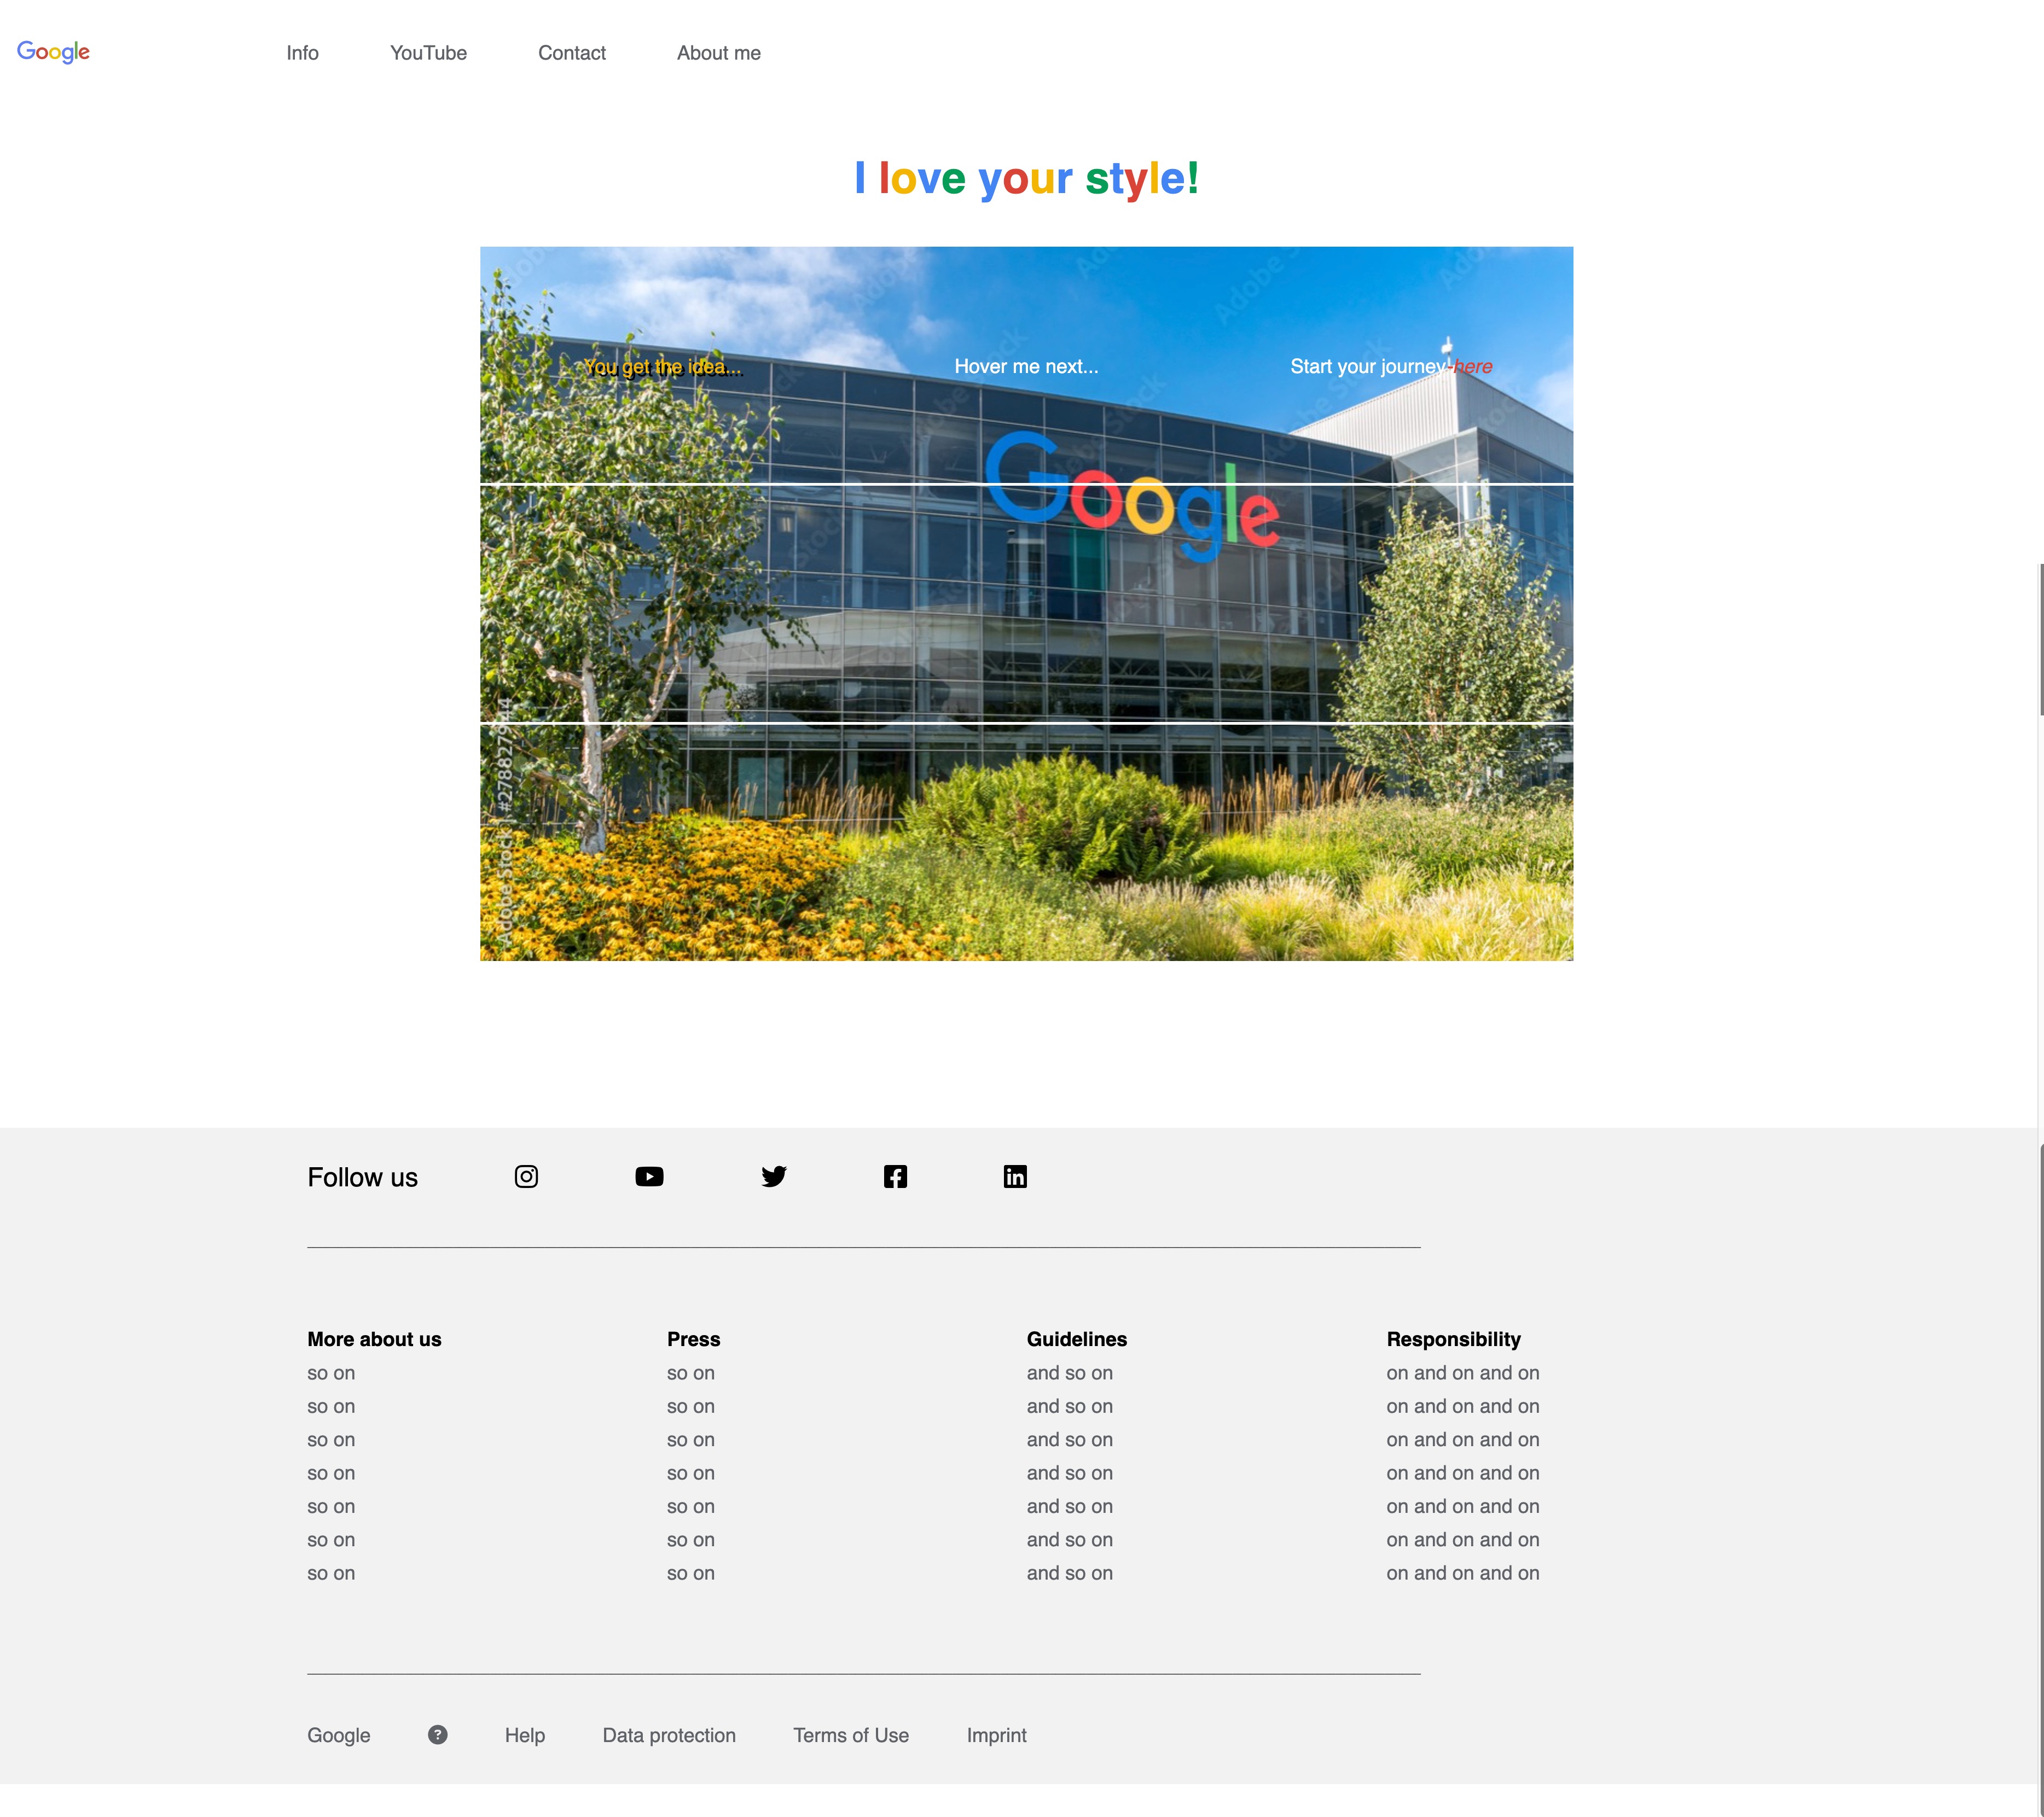 Google
Info YouTube Contact About me
I love your style!
You get the idea...
Hover me next...
Start your journey-here
Google
Adobe Stock | #278827944
Follow us
More about us
so on
so on
so on
so on
so on
so on
so on
Press
so on
so on
so on
so on
so on
so on
so on
Guidelines
and so on
and so on
and so on
and so on
and so on
and so on
and so on
Responsibility
on and on and on
on and on and on
on and on and on
on and on and on
on and on and on
on and on and on
on and on and on
Google ? Help Data protection Terms of Use Imprint